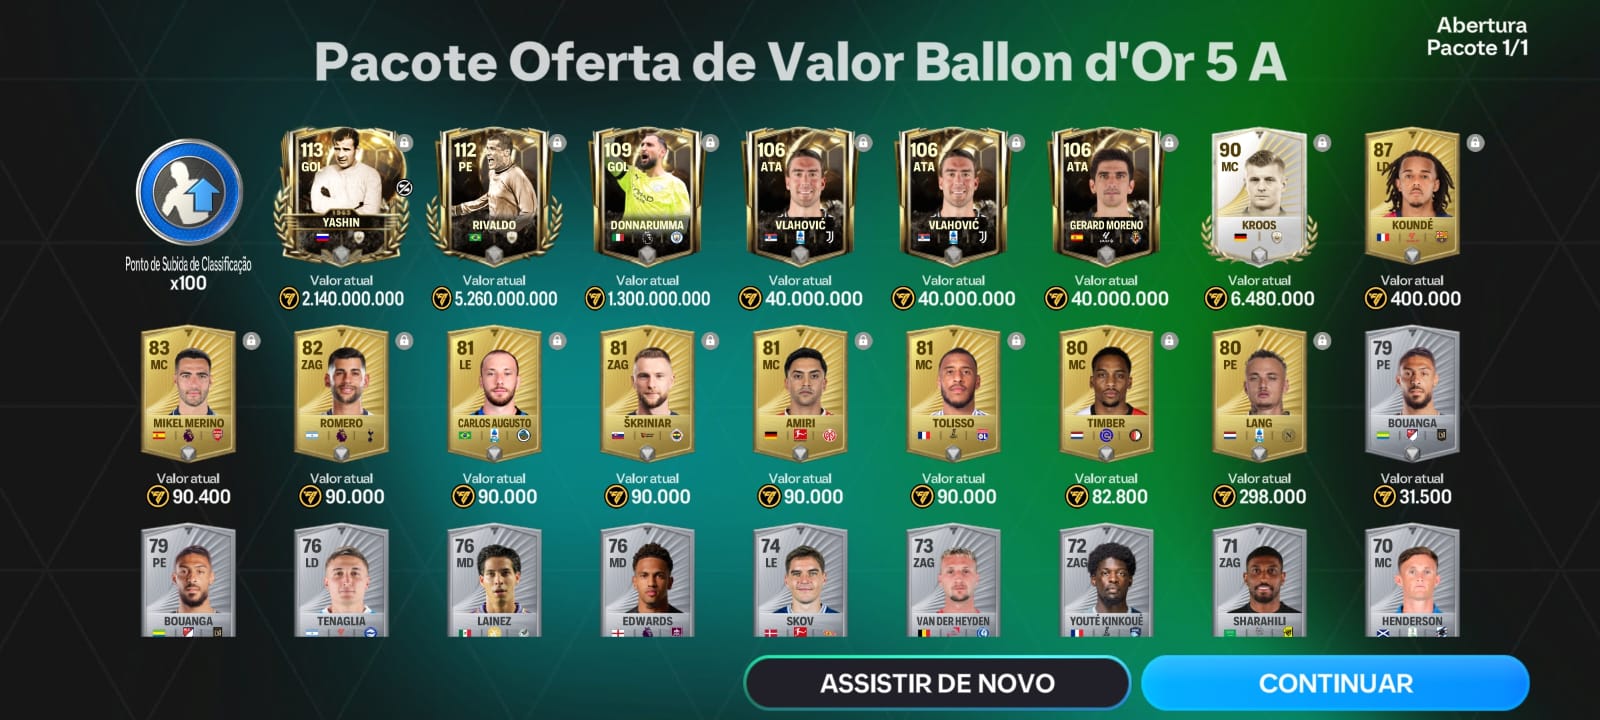 Abertura
Pacote 1/1
Pacote Oferta de Valor Ballon d'Or 5 A
Ponto de Subida de Classificação
x100
113
GOL
1963
YASHIN
Valor atual
2.140.000.000
112
PE
RIVALDO
Valor atual
5.260.000.000
109
GOL
DONNARUMMA
Valor atual
1.300.000.000
106
ATA
VLAHOVIĆ
Valor atual
40.000.000
106
ATA
VLAHOVIĆ
Valor atual
40.000.000
106
ATA
GERARD MORENO
Valor atual
40.000.000
90
MC
KROOS
Valor atual
6.480.000
87
LD
KOUNDÉ
Valor atual
400.000
83
MC
MIKEL MERINO
Valor atual
90.400
82
ZAG
ROMERO
Valor atual
90.000
81
LE
CARLOS AUGUSTO
Valor atual
90.000
81
ZAG
ŠKRINIAR
Valor atual
90.000
81
MC
AMIRI
Valor atual
90.000
81
MC
TOLISSO
Valor atual
90.000
80
MC
TIMBER
Valor atual
82.800
80
PE
LANG
Valor atual
298.000
79
PE
BOUANGA
Valor atual
31.500
79
PE
BOUANGA
76
LD
TENAGLIA
76
MD
LAINEZ
76
MD
EDWARDS
74
LE
SKOV
73
ZAG
VAN DER HEYDEN
72
ZAG
YOUTÉ KINKOUÉ
71
ZAG
SHARAHILI
70
MC
HENDERSON
ASSISTIR DE NOVO
CONTINUAR